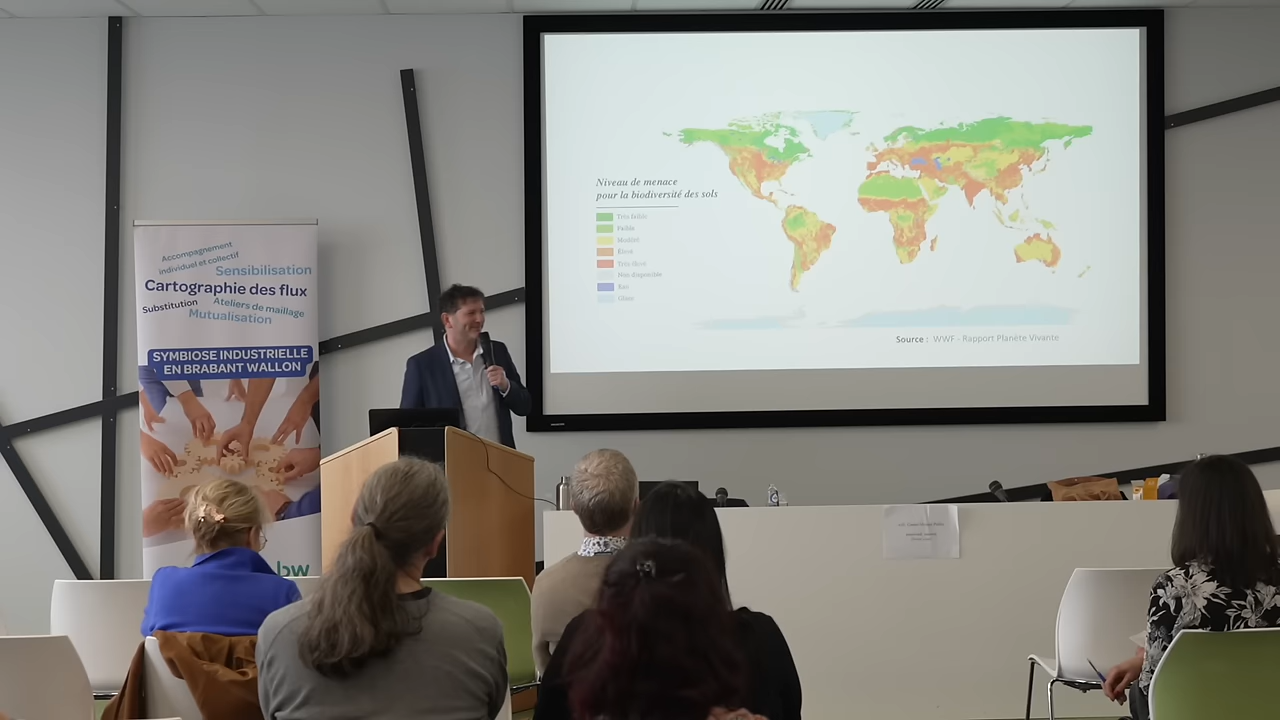 Accompagnement
individuel et collectif
Sensibilisation
Cartographie des flux
Substitution
Ateliers de maillage
Mutualisation
SYMBIOSE INDUSTRIELLE
EN BRABANT WALLON
Niveau de menace
pour la biodiversité des sols
Très faible
Faible
Modéré
Élevé
Très élevé
Non disponible
Eau
Glace
Source : WWF - Rapport Planète Vivante